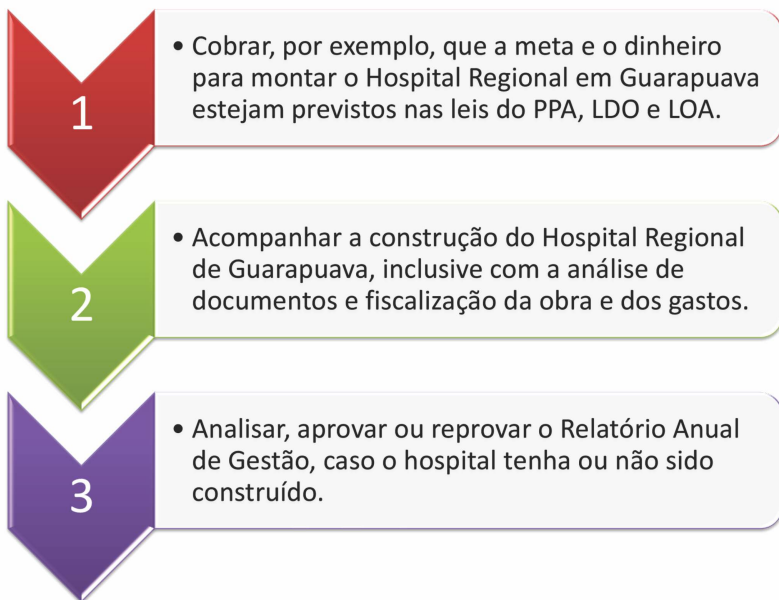 1
• Cobrar, por exemplo, que a meta e o dinheiro
para montar o Hospital Regional em Guarapuava
estejam previstos nas leis do PPA, LDO e LOA.
2
• Acompanhar a construção do Hospital Regional
de Guarapuava, inclusive com a análise de
documentos e fiscalização da obra e dos gastos.
3
• Analisar, aprovar ou reprovar o Relatório Anual
de Gestão, caso o hospital tenha ou não sido
construído.